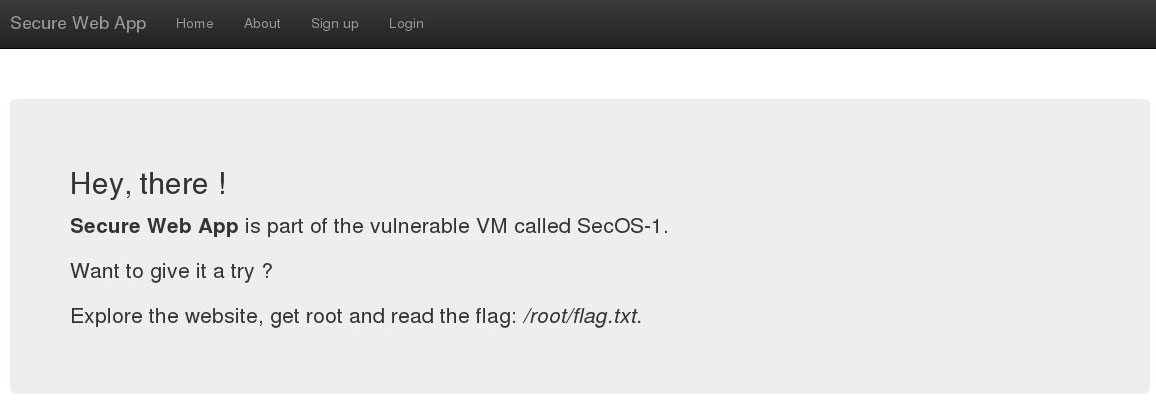 Secure Web App Home About Sign up Login
Hey, there !
Secure Web App is part of the vulnerable VM called SecOS-1.
Want to give it a try ?
Explore the website, get root and read the flag: /root/flag.txt.